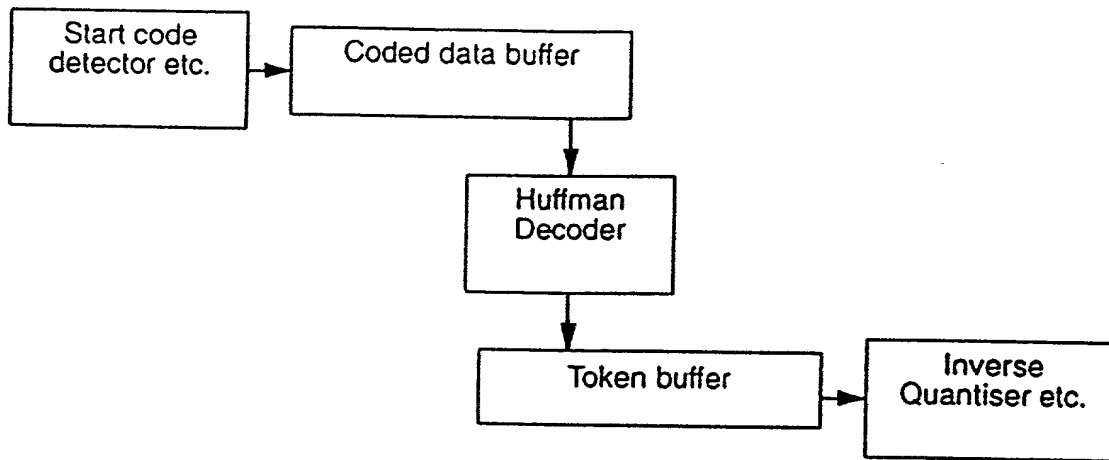 Start code
detector etc.
Coded data buffer
Huffman
Decoder
Token buffer
Inverse
Quantiser etc.